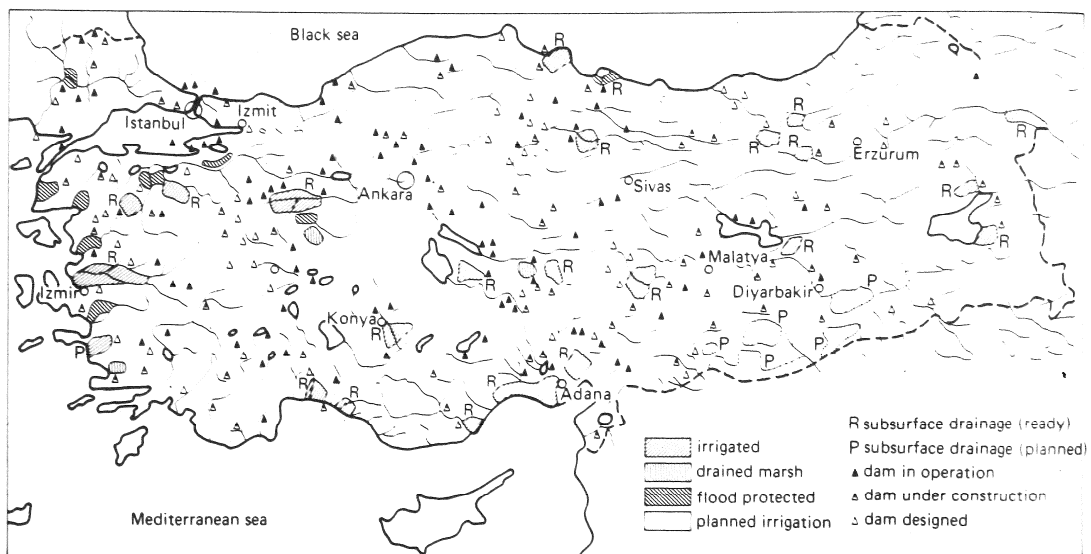 Black sea
R
R
Istanbul
Izmit
R
R
R
R
R
Erzurum
R
R
R
R
Ankara
Sivas
R
R
R
Malatya
R
R
R
R
Izmir
Diyarbakir
P
P
Konya
R
P
P
P
P
R
R
R
R
R
R
Adana
R subsurface drainage (ready)
irrigated
P subsurface drainage (planned)
drained marsh
dam in operation
flood protected
dam under construction
Mediterranean sea
planned irrigation
dam designed